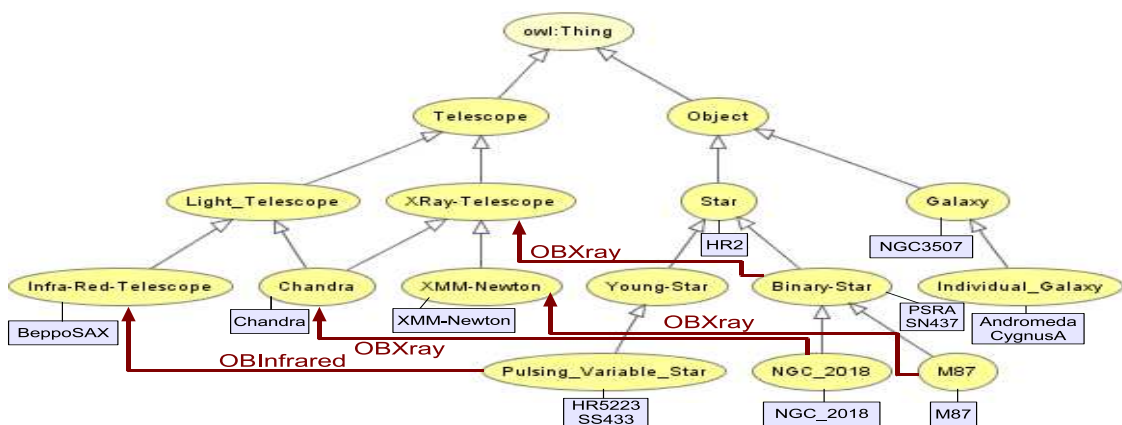 owl:Thing
Telescope
Object
Light_Telescope
XRay-Telescope
Star
Galaxy
HR2
NGC3507
OBXray
Infra-Red-Telescope
Chandra
XMM-Newton
Young-Star
Binary-Star
Individual_Galaxy
BeppoSAX
Chandra
XMM-Newton
OBXray
PSRA
SN437
Andromeda
CygnusA
OBInfrared
OBXray
Pulsing_Variable_Star
NGC_2018
M87
HR5223
SS433
NGC_2018
M87